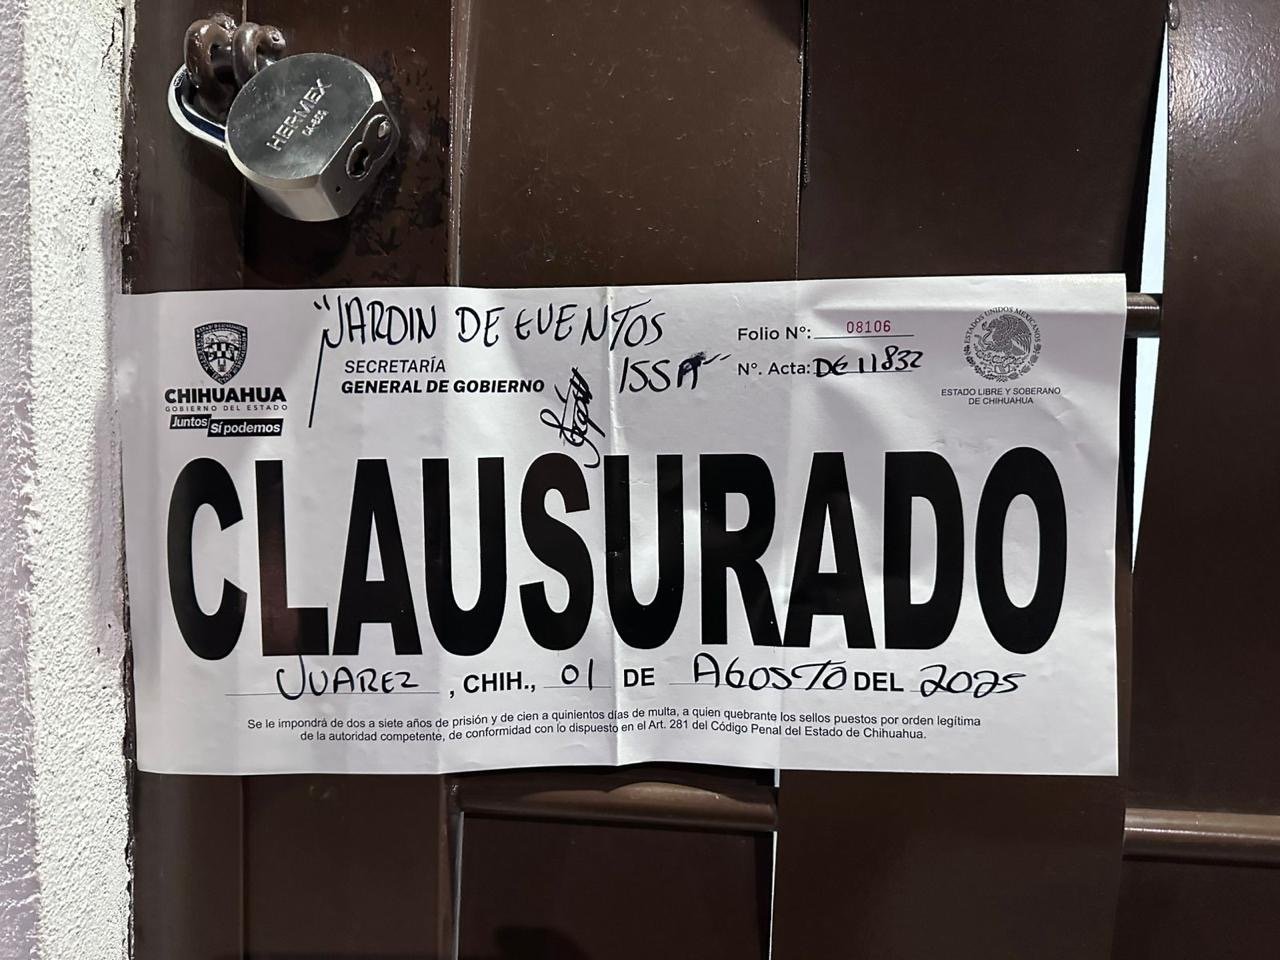 HERMEX
"JARDIN DE EVENTOS
ISSA"
CHIHUAHUA
GOBIERNO DEL ESTADO
Juntos
Sí podemos
SECRETARÍA
GENERAL DE GOBIERNO
Folio N°: 08106
N°. Acta: DG 11832
ESTADOS UNIDOS MEXICANOS
ESTADO LIBRE Y SOBERANO
DE CHIHUAHUA
CLAUSURADO
JUAREZ, CHIH., 01 DE AGOSTO DEL 2025
Se le impondrá de dos a siete años de prisión y de cien a quinientos días de multa, a quien quebrante los sellos puestos por orden legítima
de la autoridad competente, de conformidad con lo dispuesto en el Art. 281 del Código Penal del Estado de Chihuahua.